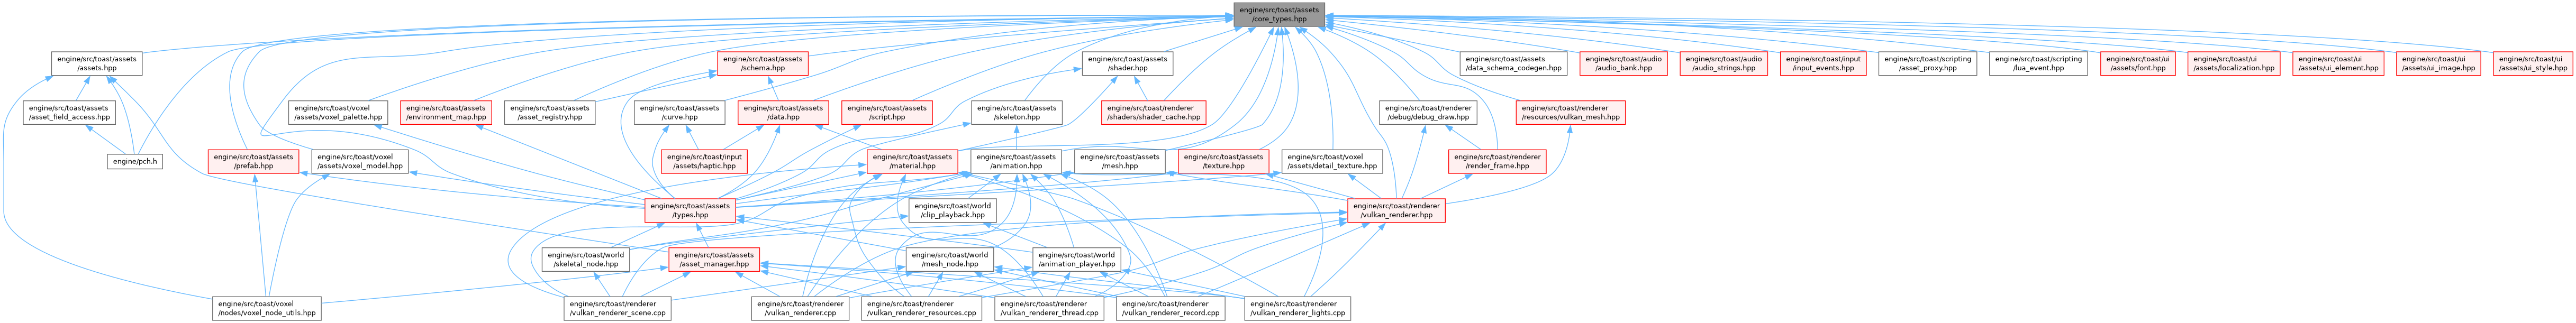 engine/src/toast/assets
/core_types.hpp
engine/src/toast/assets
/assets.hpp
engine/src/toast/assets
/schema.hpp
engine/src/toast/assets
/shader.hpp
engine/src/toast/assets
/data_schema_codegen.hpp
engine/src/toast/audio
/audio_bank.hpp
engine/src/toast/audio
/audio_strings.hpp
engine/src/toast/input
/input_events.hpp
engine/src/toast/scripting
/asset_proxy.hpp
engine/src/toast/scripting
/lua_event.hpp
engine/src/toast/ui
/assets/font.hpp
engine/src/toast/ui
/assets/localization.hpp
engine/src/toast/ui
/assets/ui_element.hpp
engine/src/toast/ui
/assets/ui_image.hpp
engine/src/toast/ui
/assets/ui_style.hpp
engine/src/toast/assets
/asset_field_access.hpp
engine/src/toast/voxel
/assets/voxel_palette.hpp
engine/src/toast/assets
/environment_map.hpp
engine/src/toast/assets
/asset_registry.hpp
engine/src/toast/assets
/curve.hpp
engine/src/toast/assets
/data.hpp
engine/src/toast/assets
/script.hpp
engine/src/toast/assets
/skeleton.hpp
engine/src/toast/renderer
/shaders/shader_cache.hpp
engine/src/toast/renderer
/debug/debug_draw.hpp
engine/src/toast/renderer
/resources/vulkan_mesh.hpp
engine/pch.h
engine/src/toast/assets
/prefab.hpp
engine/src/toast/voxel
/assets/voxel_model.hpp
engine/src/toast/input
/assets/haptic.hpp
engine/src/toast/assets
/material.hpp
engine/src/toast/assets
/animation.hpp
engine/src/toast/assets
/mesh.hpp
engine/src/toast/assets
/texture.hpp
engine/src/toast/voxel
/assets/detail_texture.hpp
engine/src/toast/renderer
/render_frame.hpp
engine/src/toast/assets
/types.hpp
engine/src/toast/world
/clip_playback.hpp
engine/src/toast/renderer
/vulkan_renderer.hpp
engine/src/toast/world
/skeletal_node.hpp
engine/src/toast/assets
/asset_manager.hpp
engine/src/toast/world
/mesh_node.hpp
engine/src/toast/world
/animation_player.hpp
engine/src/toast/voxel
/nodes/voxel_node_utils.hpp
engine/src/toast/renderer
/vulkan_renderer_scene.cpp
engine/src/toast/renderer
/vulkan_renderer.cpp
engine/src/toast/renderer
/vulkan_renderer_resources.cpp
engine/src/toast/renderer
/vulkan_renderer_thread.cpp
engine/src/toast/renderer
/vulkan_renderer_record.cpp
engine/src/toast/renderer
/vulkan_renderer_lights.cpp